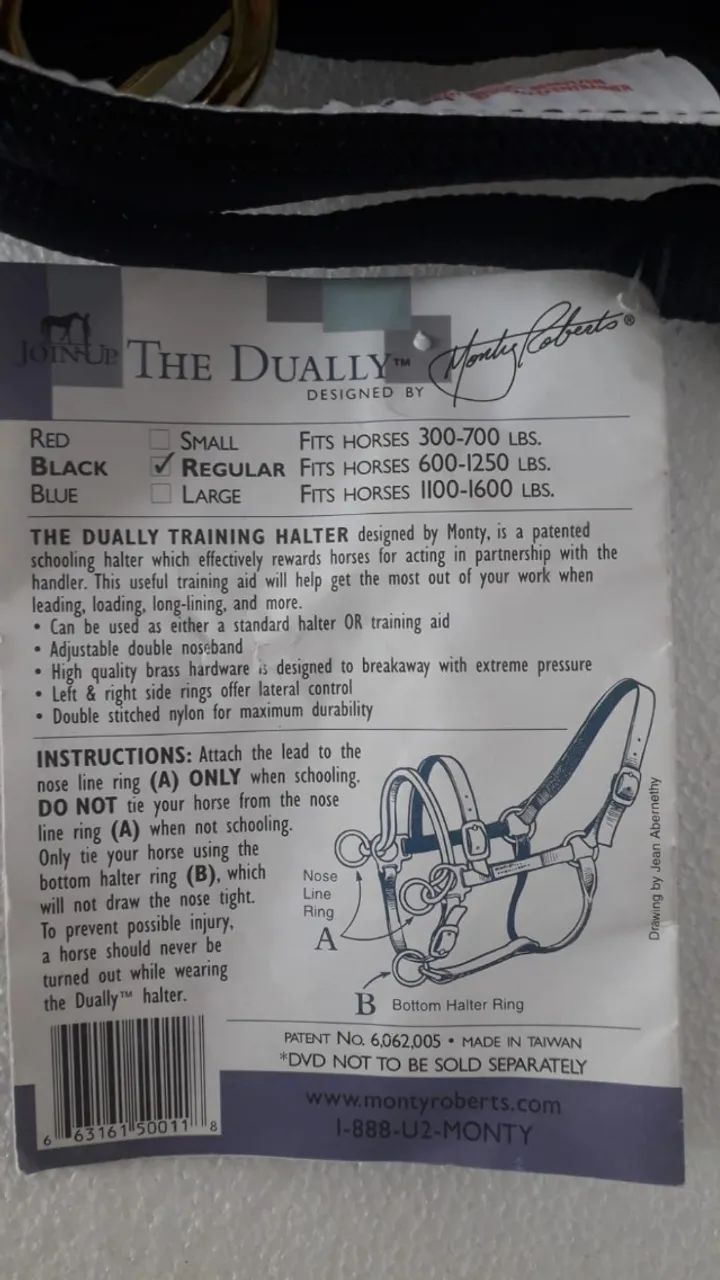 JOIN-UP THE DUALLY™ Monty Roberts®
DESIGNED BY
RED SMALL FITS HORSES 300-700 LBS.
BLACK ✓ REGULAR FITS HORSES 600-1250 LBS.
BLUE LARGE FITS HORSES 1100-1600 LBS.
THE DUALLY TRAINING HALTER designed by Monty, is a patented
schooling halter which effectively rewards horses for acting in partnership with the
handler. This useful training aid will help get the most out of your work when
leading, loading, long-lining, and more.
• Can be used as either a standard halter OR training aid
• Adjustable double noseband
• High quality brass hardware is designed to breakaway with extreme pressure
• Left & right side rings offer lateral control
• Double stitched nylon for maximum durability
INSTRUCTIONS: Attach the lead to the
nose line ring (A) ONLY when schooling.
DO NOT tie your horse from the nose
line ring (A) when not schooling.
Only tie your horse using the
bottom halter ring (B), which
will not draw the nose tight.
To prevent possible injury,
a horse should never be
turned out while wearing
the Dually™ halter.
Nose
Line
Ring
A
B Bottom Halter Ring
Drawing by Jean Abernethy
PATENT No. 6,062,005 • MADE IN TAIWAN
*DVD NOT TO BE SOLD SEPARATELY
6 63161 50011 8
www.montyroberts.com
1-888-U2-MONTY